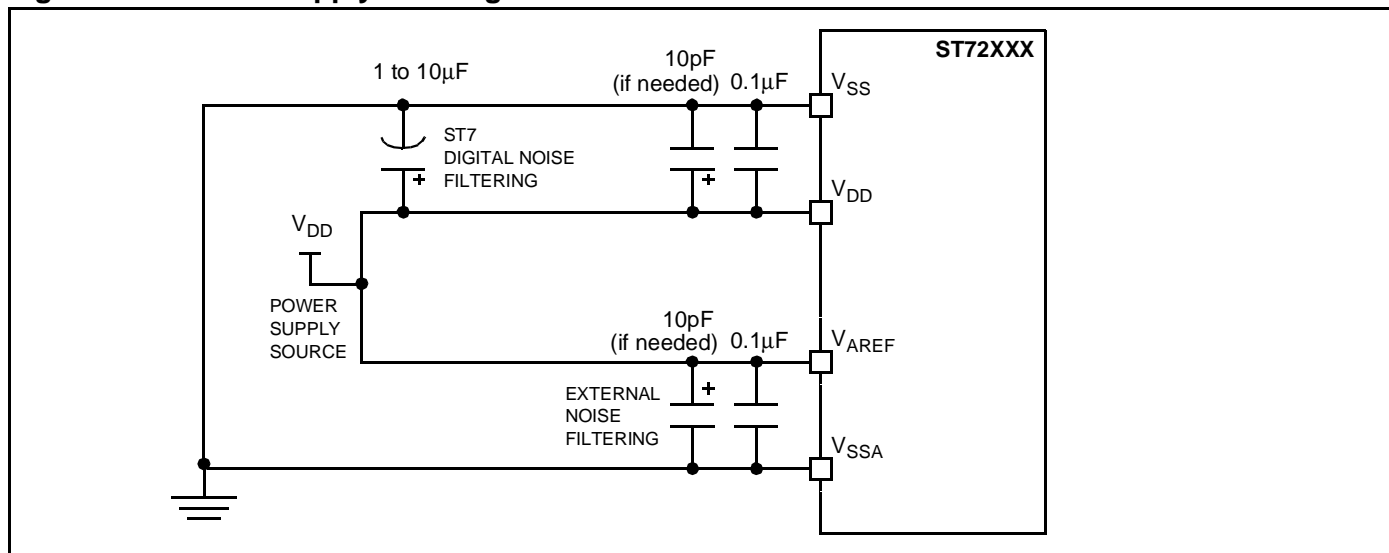 ST72XXX
10pF
(if needed) 0.1μF
1 to 10μF
VSS
ST7
DIGITAL NOISE
FILTERING
+
+
VDD
VDD
POWER
SUPPLY
SOURCE
10pF
(if needed) 0.1μF
VAREF
+
EXTERNAL
NOISE
FILTERING
VSSA